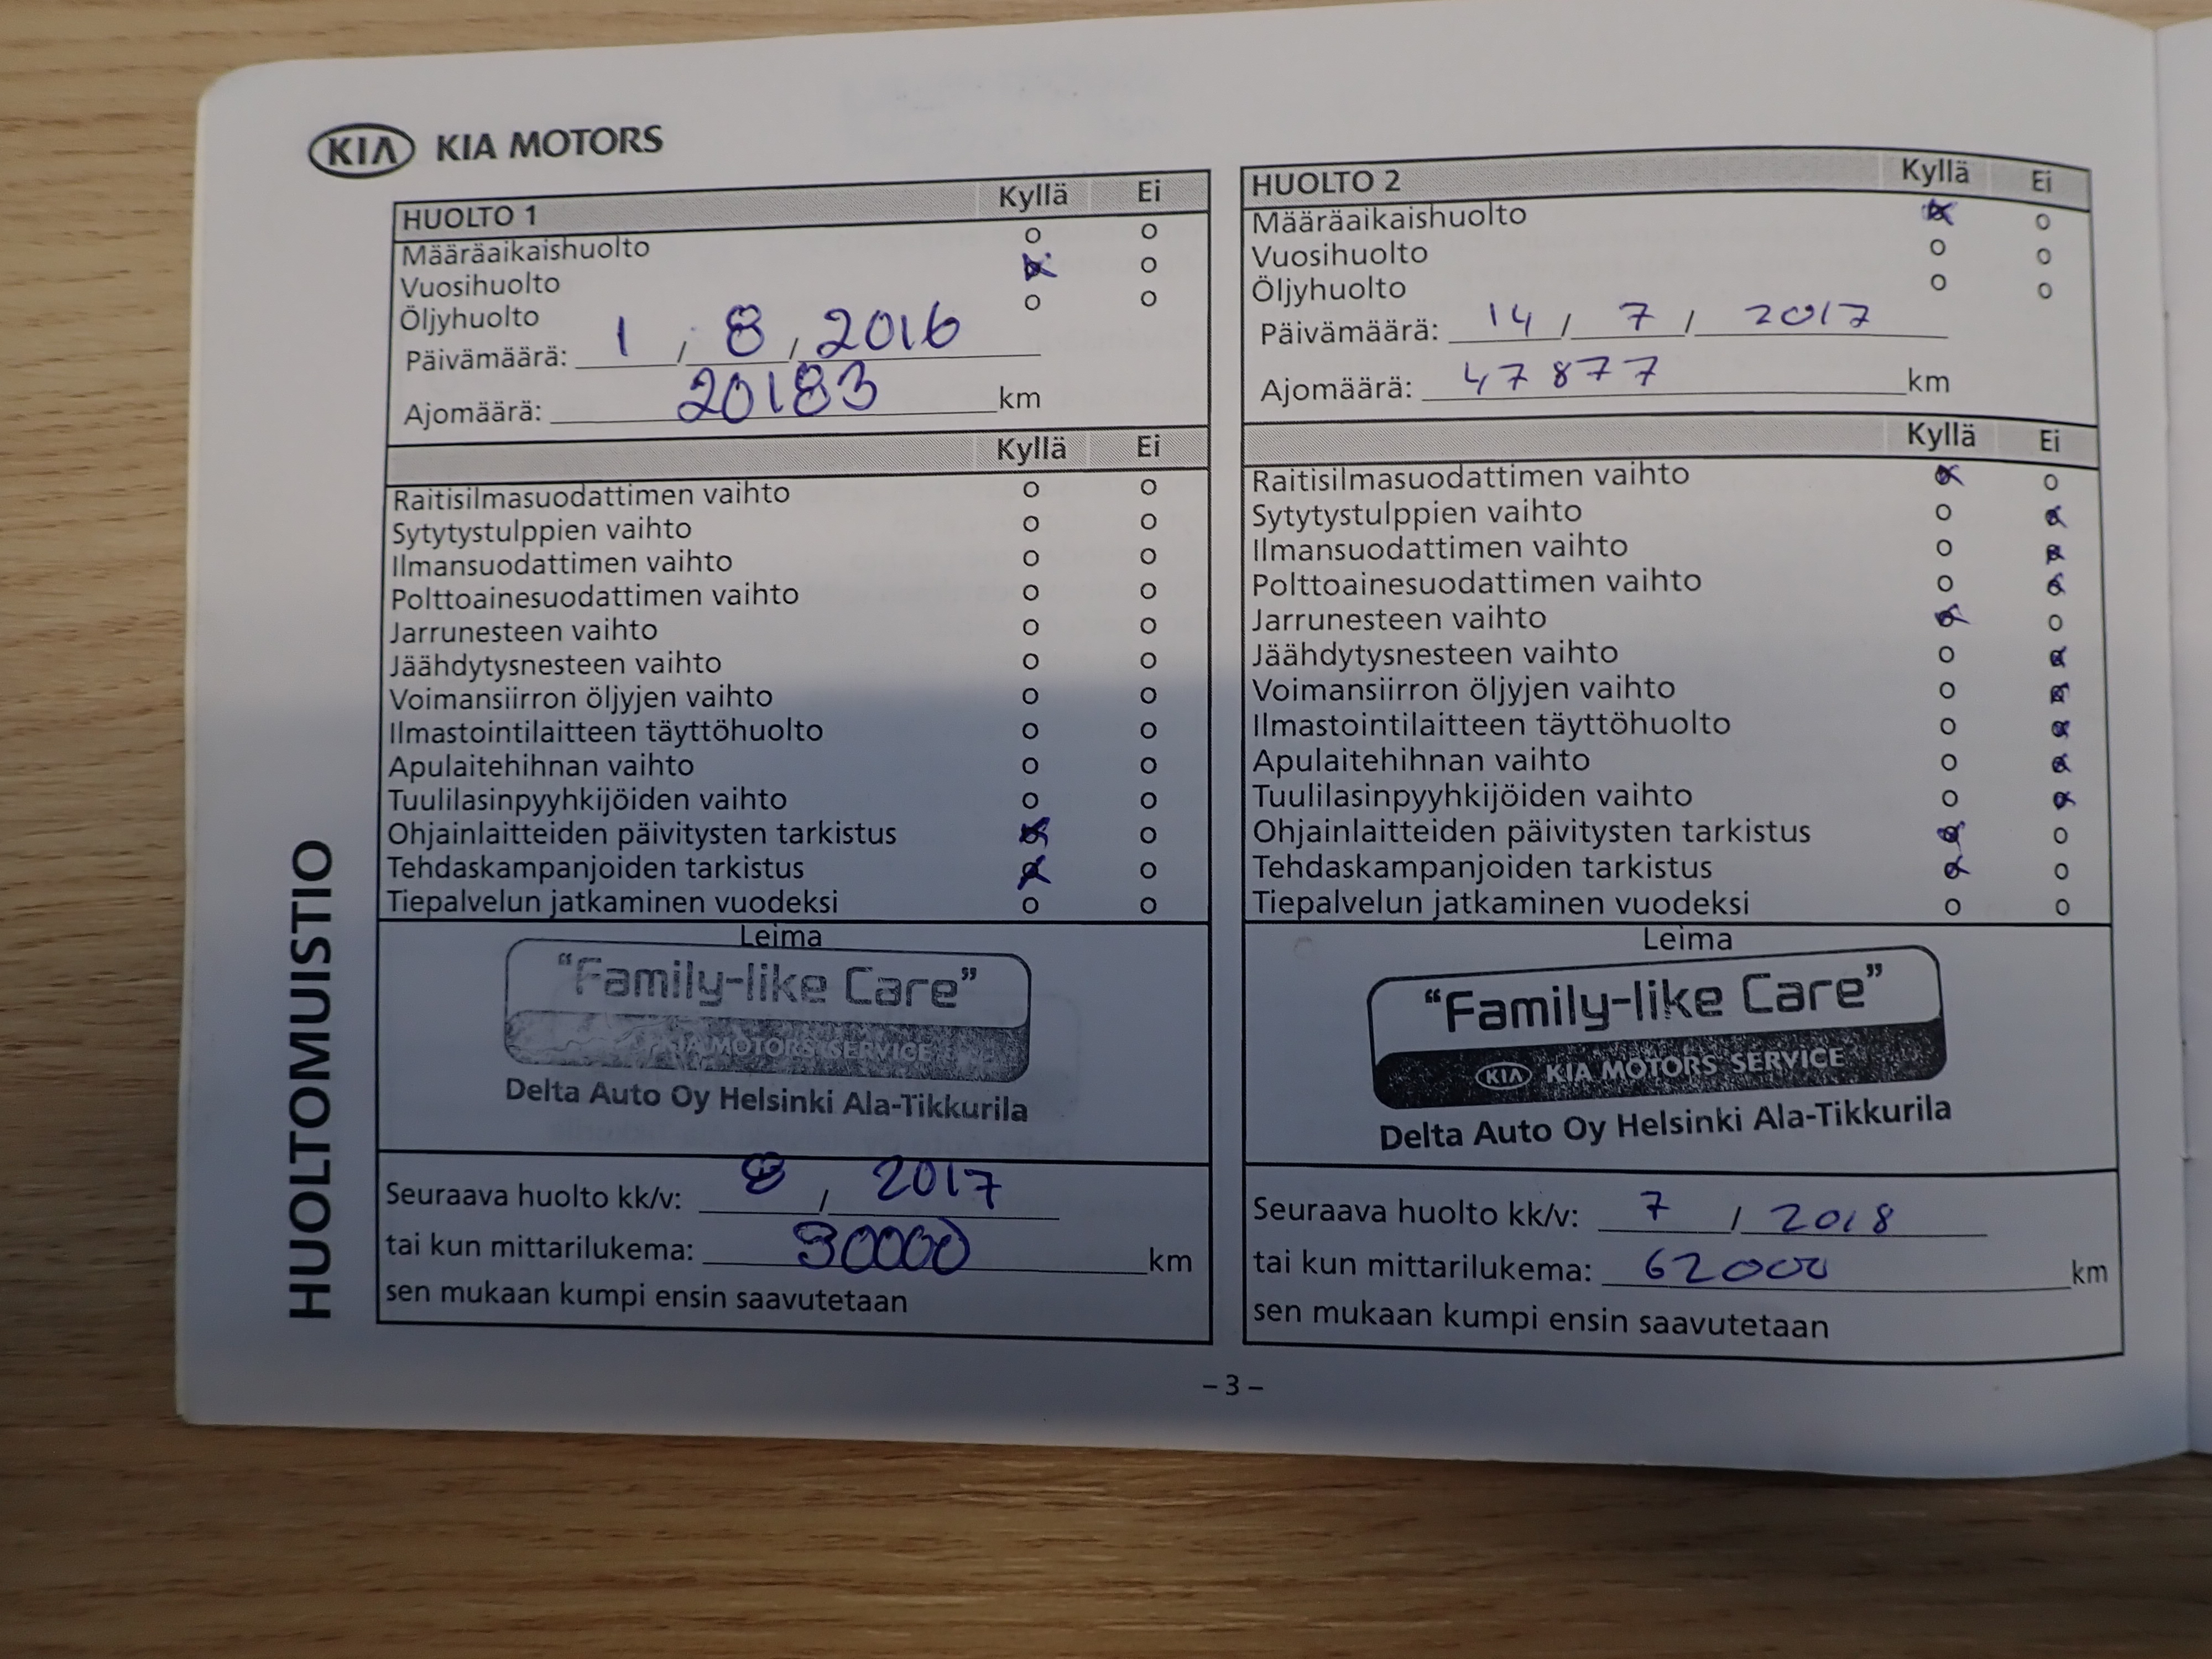 KIA KIA MOTORS
HUOLTOMUISTIO
HUOLTO 1 Kyllä Ei
Määräaikaishuolto o o
Vuosihuolto x o
Öljyhuolto o o
Päivämäärä: 1 / 8 / 2016
Ajomäärä: 20183 km
Kyllä Ei
Raitisilmasuodattimen vaihto o o
Sytytystulppien vaihto o o
Ilmansuodattimen vaihto o o
Polttoainesuodattimen vaihto o o
Jarrunesteen vaihto o o
Jäähdytysnesteen vaihto o o
Voimansiirron öljyjen vaihto o o
Ilmastointilaitteen täyttöhuolto o o
Apulaitehihnan vaihto o o
Tuulilasinpyyhkijöiden vaihto o o
Ohjainlaitteiden päivitysten tarkistus x o
Tehdaskampanjoiden tarkistus x o
Tiepalvelun jatkaminen vuodeksi o o
Leima
"Family-like Care"
KIA MOTORS SERVICE
Delta Auto Oy Helsinki Ala-Tikkurila
Seuraava huolto kk/v: 8 / 2017
tai kun mittarilukema: km
sen mukaan kumpi ensin saavutetaan
HUOLTO 2 Kyllä Ei
Määräaikaishuolto x o
Vuosihuolto o o
Öljyhuolto o o
Päivämäärä: 14 / 7 / 2017
Ajomäärä: 47877 km
Kyllä Ei
Raitisilmasuodattimen vaihto x o
Sytytystulppien vaihto o x
Ilmansuodattimen vaihto o x
Polttoainesuodattimen vaihto o x
Jarrunesteen vaihto x o
Jäähdytysnesteen vaihto o x
Voimansiirron öljyjen vaihto o x
Ilmastointilaitteen täyttöhuolto o x
Apulaitehihnan vaihto o x
Tuulilasinpyyhkijöiden vaihto o x
Ohjainlaitteiden päivitysten tarkistus x o
Tehdaskampanjoiden tarkistus x o
Tiepalvelun jatkaminen vuodeksi o o
Leima
"Family-like Care"
KIA KIA MOTORS SERVICE
Delta Auto Oy Helsinki Ala-Tikkurila
Seuraava huolto kk/v: 7 / 2018
tai kun mittarilukema: 62000 km
sen mukaan kumpi ensin saavutetaan
– 3 –